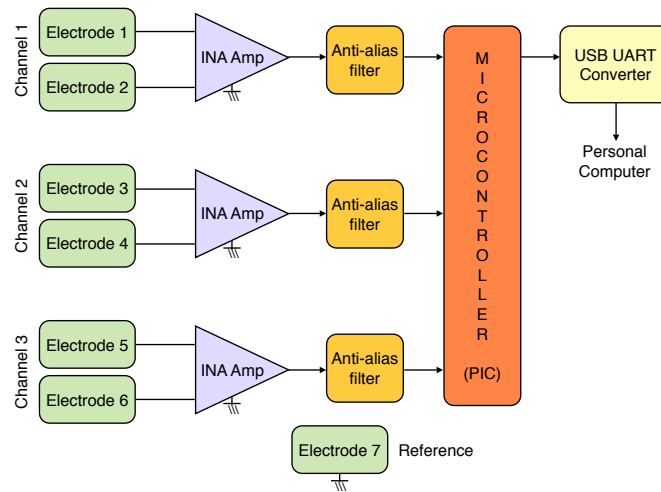 Channel 1
Electrode 1
Electrode 2
INA Amp
Anti-alias
filter
Channel 2
Electrode 3
Electrode 4
INA Amp
Anti-alias
filter
Channel 3
Electrode 5
Electrode 6
INA Amp
Anti-alias
filter
M
I
C
R
O
C
O
N
T
R
O
L
L
E
R
(PIC)
USB UART
Converter
Personal
Computer
Electrode 7
Reference